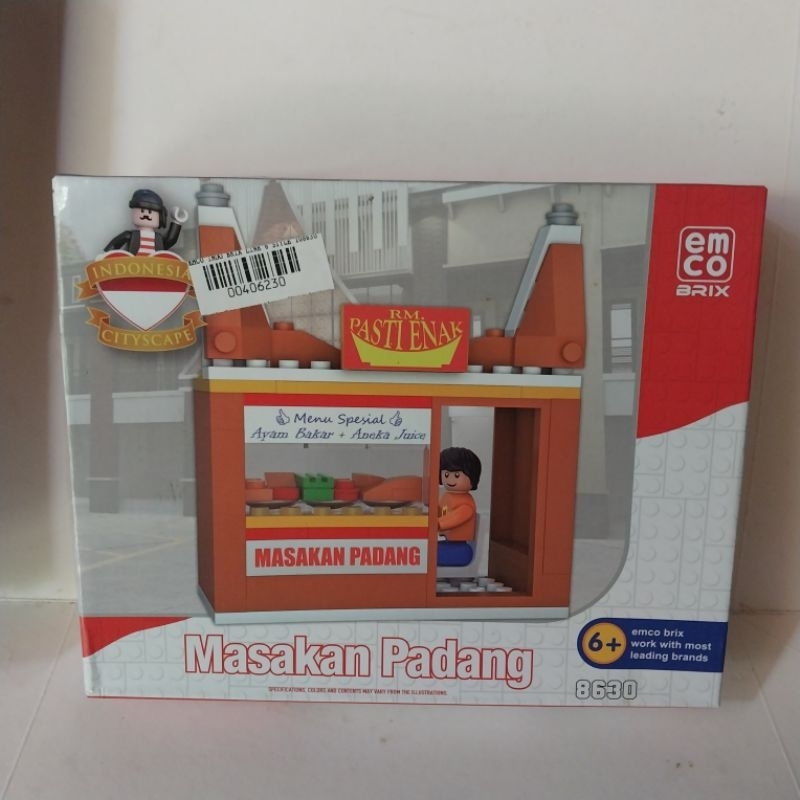 INDONESIA
CITYSCAPE
00406230
emco
BRIX
RM.
PASTI ENAK
Menu Spesial
Ayam Bakar + Aneka Juice
MASAKAN PADANG
Masakan Padang
6+
emco brix
work with most
leading brands
8630
SPECIFICATIONS, COLORS AND CONTENTS MAY VARY FROM THE ILLUSTRATIONS.